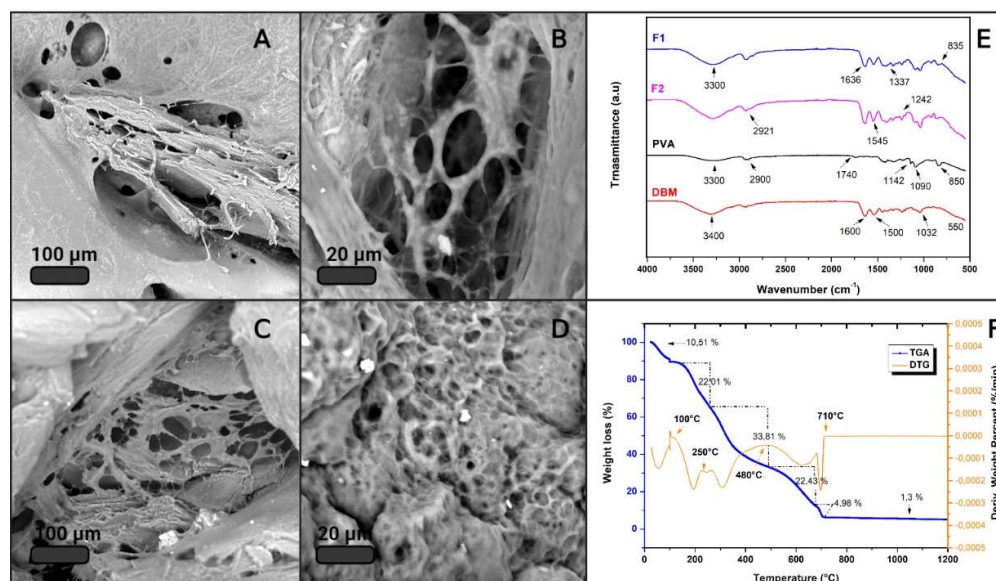 A
100 µm
B
20 µm
C
100 µm
D
20 µm
E
F1
835
3300
1636
1337
F2
1242
2921
1545
PVA
3300
2900
1740
1142
1090
850
DBM
3400
1600
1500
1032
550
Trnasmittance (a.u)
4000 3500 3000 2500 2000 1500 1000 500
Wavenumber (cm⁻¹)
F
TGA
DTG
10,51 %
22,01 %
33,81 %
22,43 %
4,98 %
1,3 %
100°C
250°C
480°C
710°C
100
80
60
40
20
0
Weight loss (%)
0 200 400 600 800 1000 1200
Temperature (°C)
0.0005
0.0004
0.0003
0.0002
0.0001
0.0000
-0.0001
-0.0002
-0.0003
-0.0004
-0.0005
Deriv. Weight Percent (%/min)